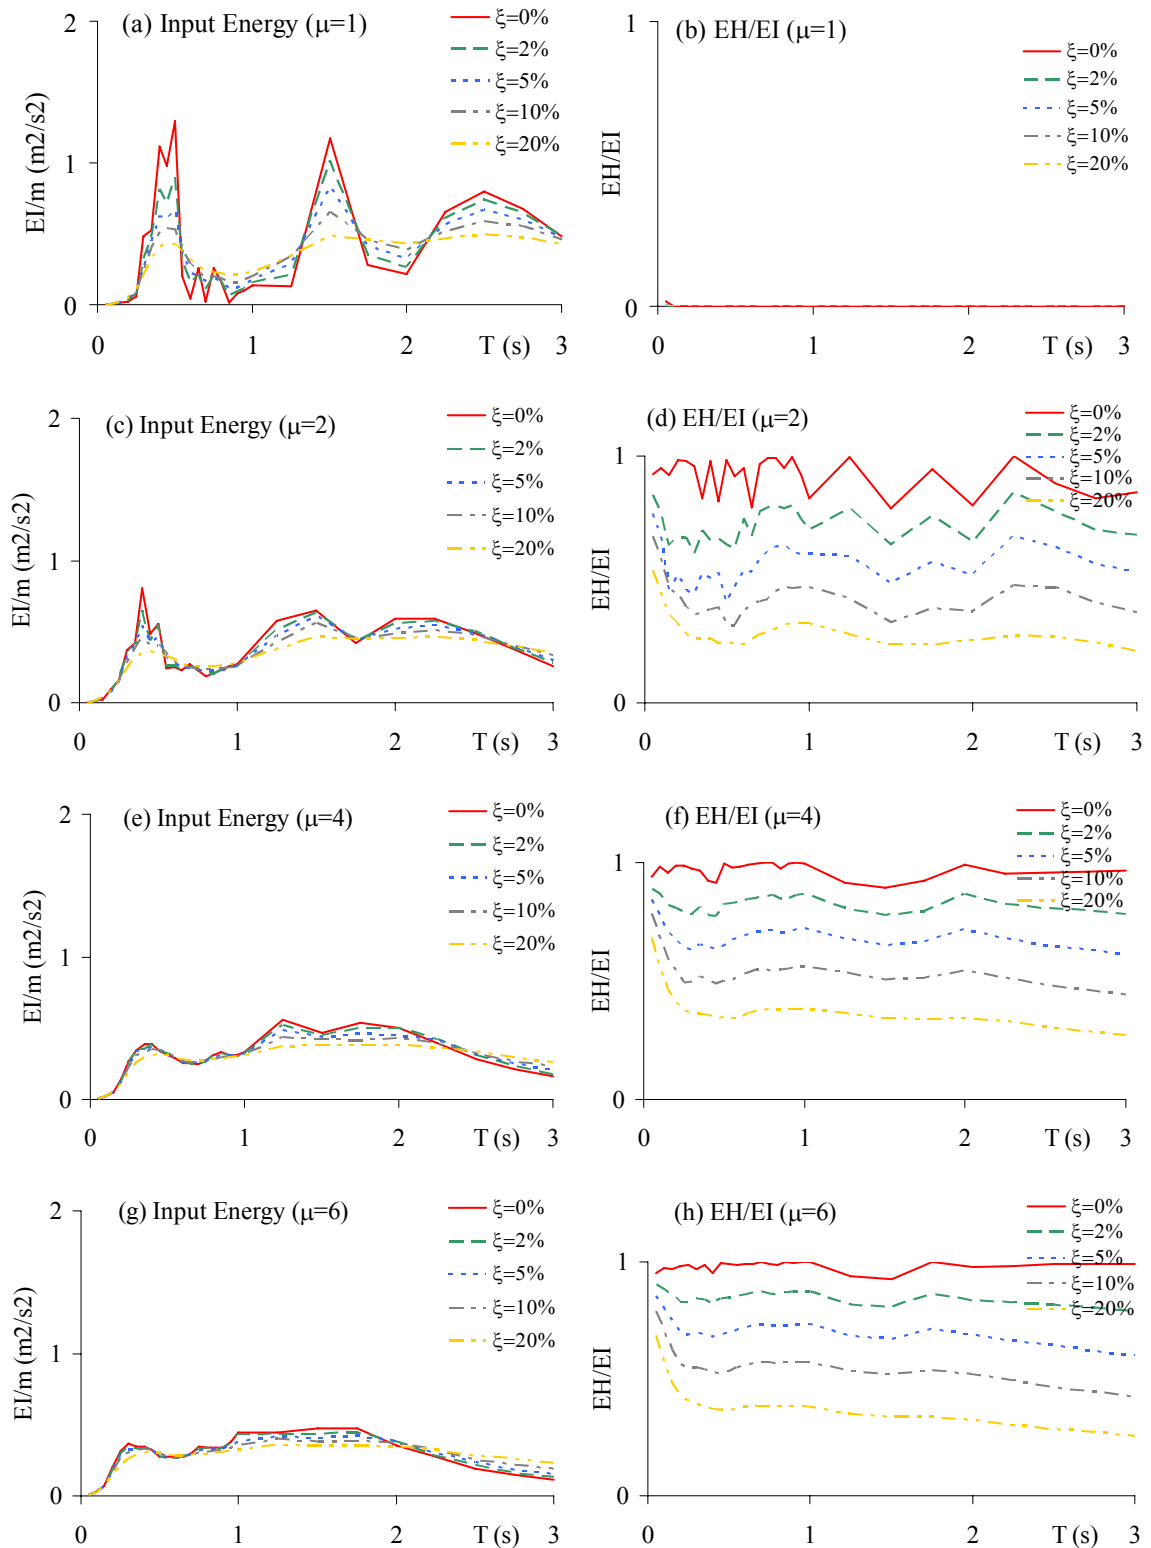 (a) Input Energy (μ=1)
ξ=0%
ξ=2%
ξ=5%
ξ=10%
ξ=20%
EI/m (m2/s2)
2
1
0
0 1 2 T (s) 3
(b) EH/EI (μ=1)
ξ=0%
ξ=2%
ξ=5%
ξ=10%
ξ=20%
EH/EI
1
0
0 1 2 T (s) 3
(c) Input Energy (μ=2)
ξ=0%
ξ=2%
ξ=5%
ξ=10%
ξ=20%
EI/m (m2/s2)
2
1
0
0 1 2 T (s) 3
(d) EH/EI (μ=2)
ξ=0%
ξ=2%
ξ=5%
ξ=10%
ξ=20%
EH/EI
1
0
0 1 2 T (s) 3
(e) Input Energy (μ=4)
ξ=0%
ξ=2%
ξ=5%
ξ=10%
ξ=20%
EI/m (m2/s2)
2
1
0
0 1 2 T (s) 3
(f) EH/EI (μ=4)
ξ=0%
ξ=2%
ξ=5%
ξ=10%
ξ=20%
EH/EI
1
0
0 1 2 T (s) 3
(g) Input Energy (μ=6)
ξ=0%
ξ=2%
ξ=5%
ξ=10%
ξ=20%
EI/m (m2/s2)
2
1
0
0 1 2 T (s) 3
(h) EH/EI (μ=6)
ξ=0%
ξ=2%
ξ=5%
ξ=10%
ξ=20%
EH/EI
1
0
0 1 2 T (s) 3